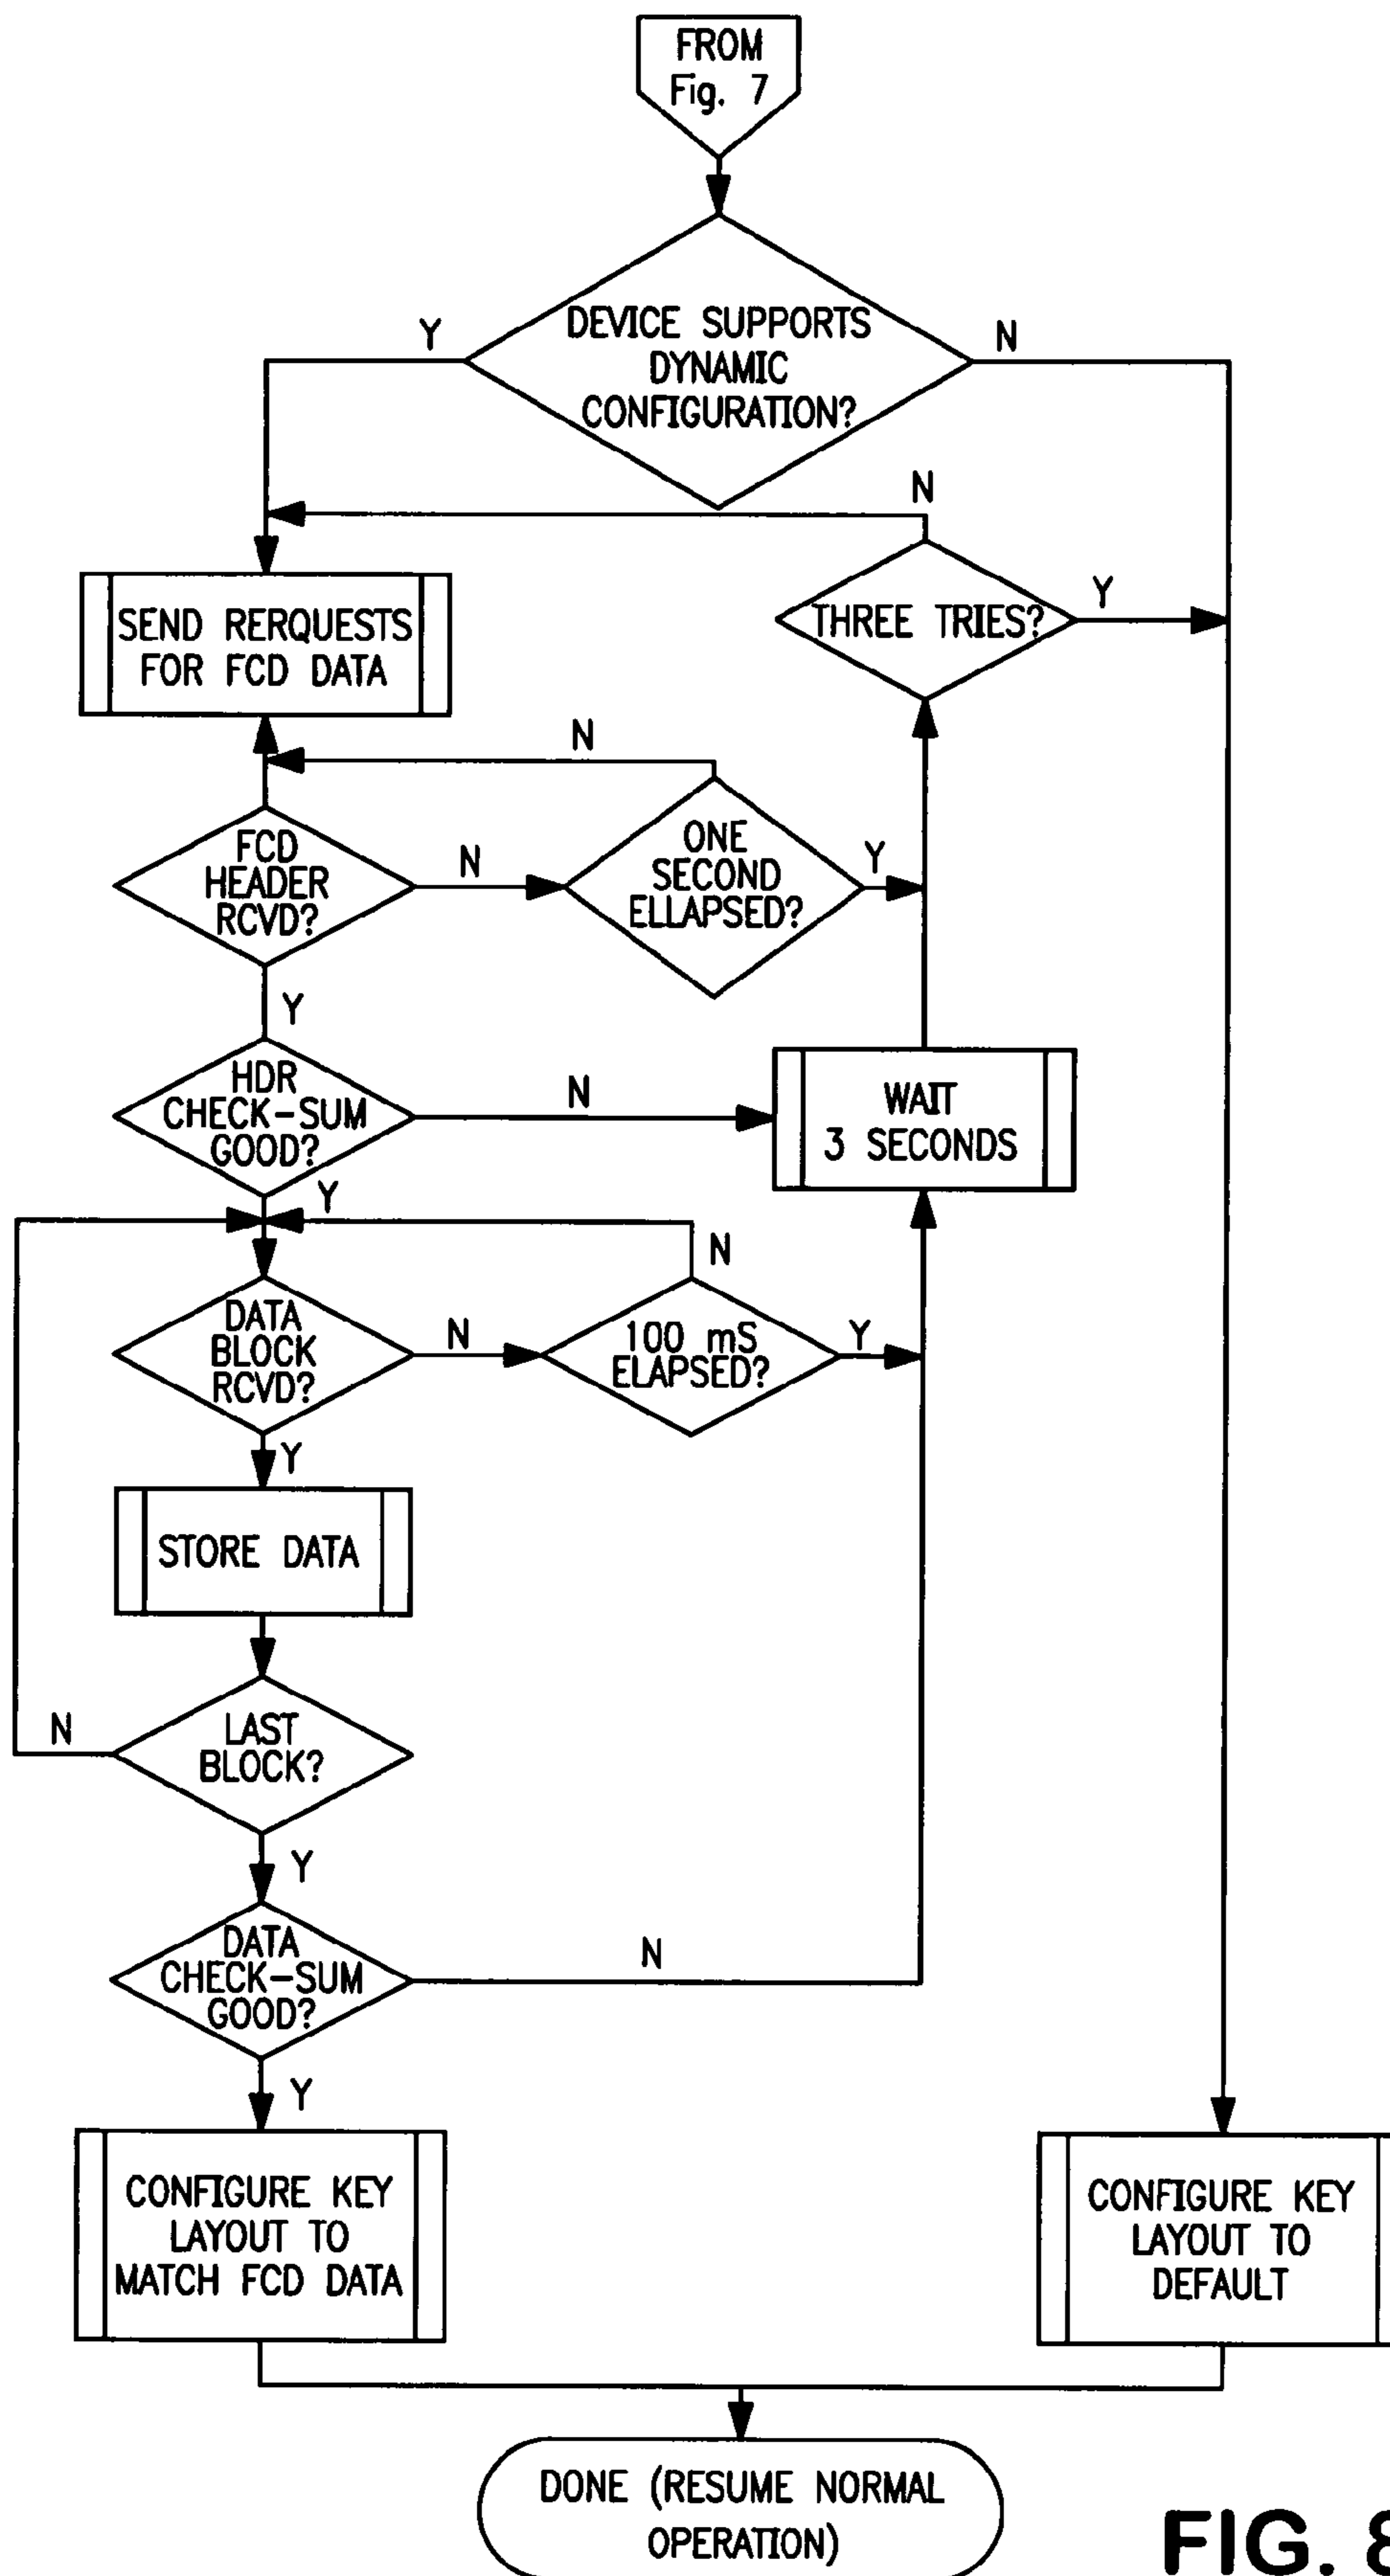 FROM
Fig. 7
DEVICE SUPPORTS
DYNAMIC
CONFIGURATION?
Y
N
N
SEND RERQUESTS
FOR FCD DATA
THREE TRIES?
Y
N
FCD
HEADER
RCVD?
N
ONE
SECOND
ELLAPSED?
Y
Y
HDR
CHECK-SUM
GOOD?
N
WAIT
3 SECONDS
Y
N
DATA
BLOCK
RCVD?
N
100 mS
ELAPSED?
Y
Y
STORE DATA
N
LAST
BLOCK?
Y
DATA
CHECK-SUM
GOOD?
N
Y
CONFIGURE KEY
LAYOUT TO
MATCH FCD DATA
CONFIGURE KEY
LAYOUT TO
DEFAULT
DONE (RESUME NORMAL
OPERATION)
FIG. 8